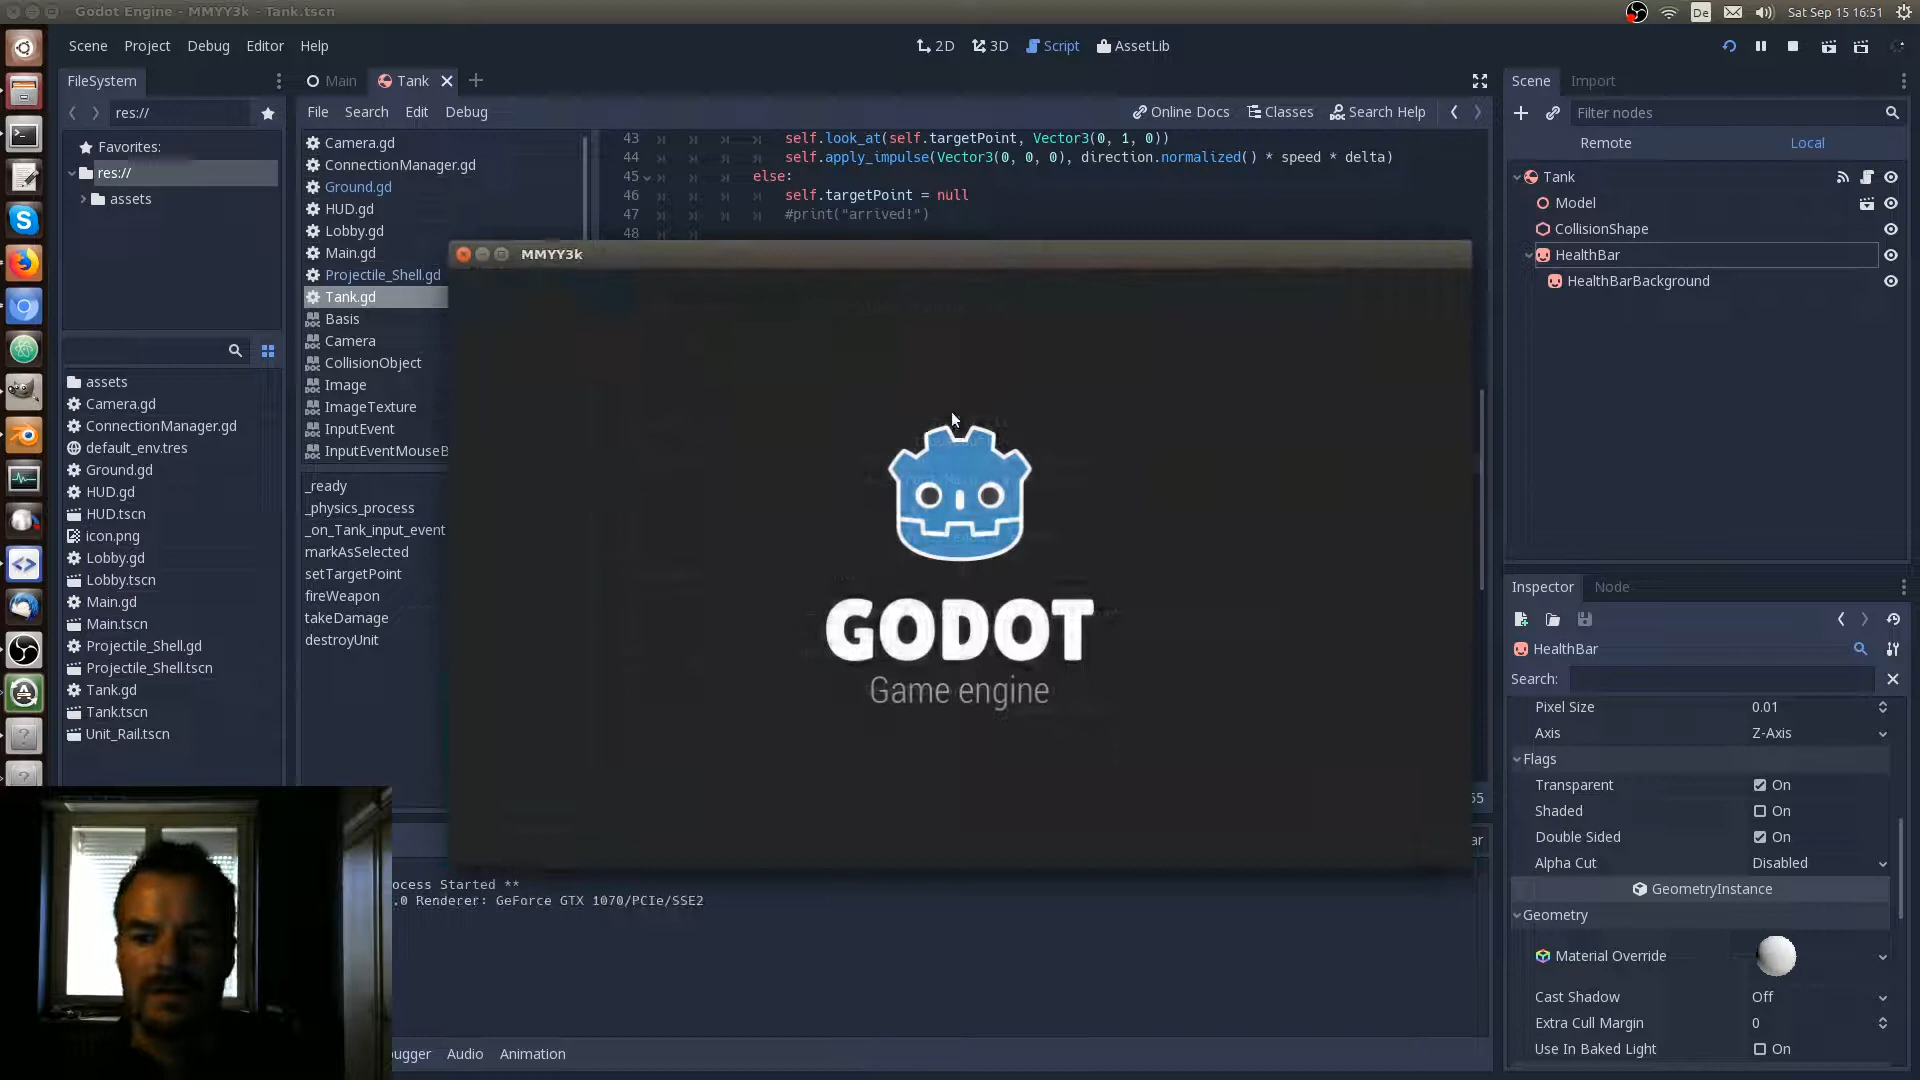 Godot Engine - MMYY3k - Tank.tscn
De
Sat Sep 15 16:51
Scene Project Debug Editor Help
2D 3D Script AssetLib
FileSystem
Main Tank
Scene Import
res://
File Search Edit Debug
Online Docs Classes Search Help
Filter nodes
Favorites:
res://
assets
Remote Local
Camera.gd
ConnectionManager.gd
Ground.gd
HUD.gd
Lobby.gd
Main.gd
Projectile_Shell.gd
Tank.gd
Basis
Camera
CollisionObject
Image
ImageTexture
InputEvent
InputEventMouseB
43 self.look_at(self.targetPoint, Vector3(0, 1, 0))
44 self.apply_impulse(Vector3(0, 0, 0), direction.normalized() * speed * delta)
45 else:
46 self.targetPoint = null
47 #print("arrived!")
48
Tank
Model
CollisionShape
HealthBar
HealthBarBackground
MMYY3k
GODOT
Game engine
assets
Camera.gd
ConnectionManager.gd
default_env.tres
Ground.gd
HUD.gd
HUD.tscn
icon.png
Lobby.gd
Lobby.tscn
Main.gd
Main.tscn
Projectile_Shell.gd
Projectile_Shell.tscn
Tank.gd
Tank.tscn
Unit_Rail.tscn
_ready
_physics_process
_on_Tank_input_event
markAsSelected
setTargetPoint
fireWeapon
takeDamage
destroyUnit
Inspector Node
HealthBar
Search:
Pixel Size 0.01
Axis Z-Axis
Flags
Transparent On
Shaded On
Double Sided On
Alpha Cut Disabled
GeometryInstance
Geometry
Material Override
Cast Shadow Off
Extra Cull Margin 0
Use In Baked Light On
55
ar
ocess Started **
.0 Renderer: GeForce GTX 1070/PCIe/SSE2
ugger Audio Animation